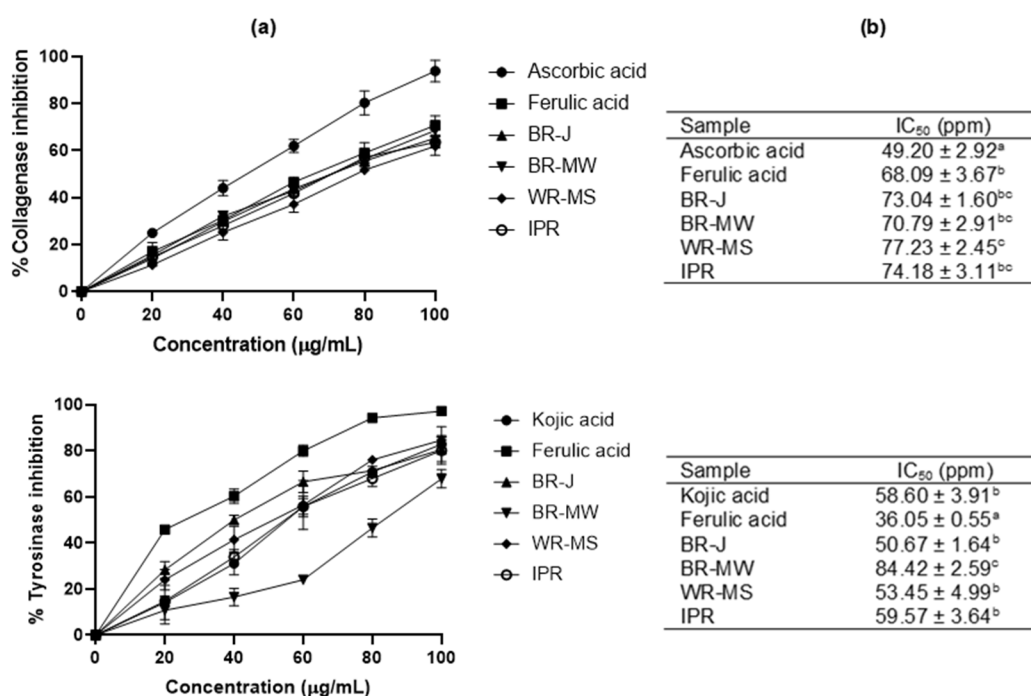 (a)
(b)
100
80
60
40
20
0
% Collagenase inhibition
0 20 40 60 80 100
Concentration (μg/mL)
Ascorbic acid
Ferulic acid
BR-J
BR-MW
WR-MS
IPR
Sample IC₅₀ (ppm)
Ascorbic acid 49.20 ± 2.92ᵃ
Ferulic acid 68.09 ± 3.67ᵇ
BR-J 73.04 ± 1.60ᵇᶜ
BR-MW 70.79 ± 2.91ᵇᶜ
WR-MS 77.23 ± 2.45ᶜ
IPR 74.18 ± 3.11ᵇᶜ
100
80
60
40
20
0
% Tyrosinase inhibition
0 20 40 60 80 100
Concentration (μg/mL)
Kojic acid
Ferulic acid
BR-J
BR-MW
WR-MS
IPR
Sample IC₅₀ (ppm)
Kojic acid 58.60 ± 3.91ᵇ
Ferulic acid 36.05 ± 0.55ᵃ
BR-J 50.67 ± 1.64ᵇ
BR-MW 84.42 ± 2.59ᶜ
WR-MS 53.45 ± 4.99ᵇ
IPR 59.57 ± 3.64ᵇ